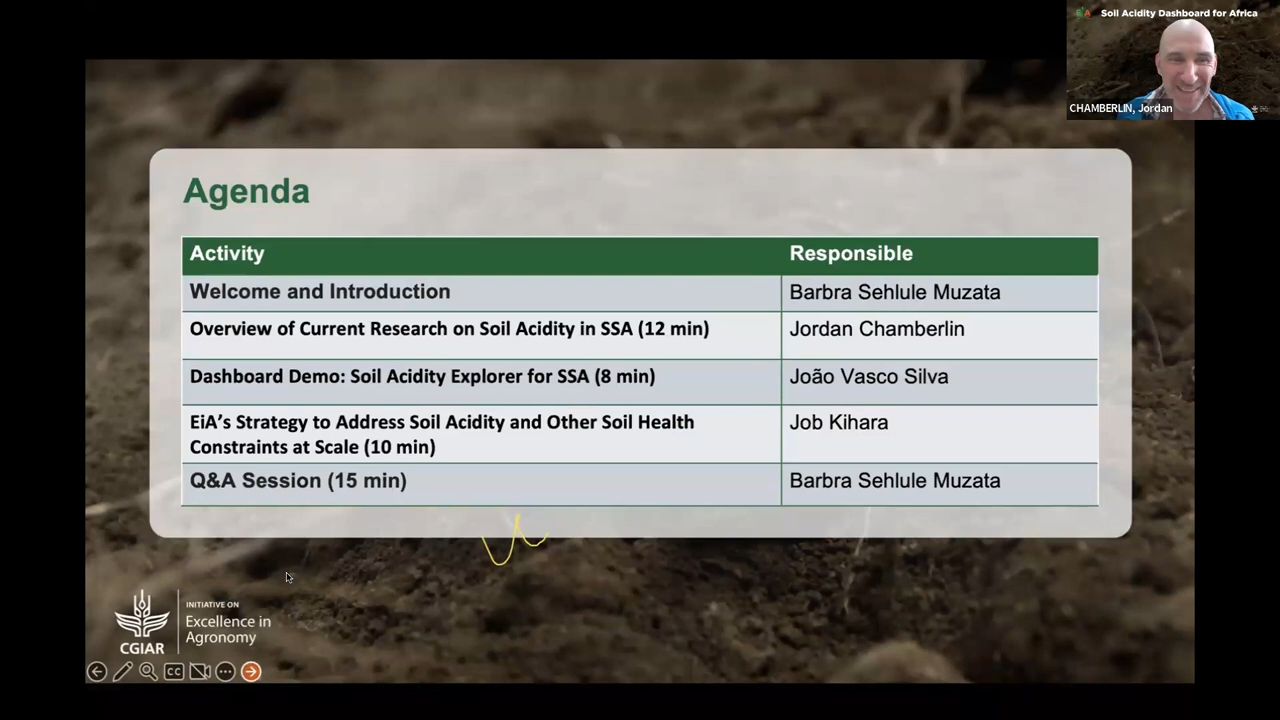 Soil Acidity Dashboard for Africa
CHAMBERLIN, Jordan
Agenda
Activity Responsible
Welcome and Introduction Barbra Sehlule Muzata
Overview of Current Research on Soil Acidity in SSA (12 min) Jordan Chamberlin
Dashboard Demo: Soil Acidity Explorer for SSA (8 min) João Vasco Silva
EiA’s Strategy to Address Soil Acidity and Other Soil Health Job Kihara
Constraints at Scale (10 min)
Q&A Session (15 min) Barbra Sehlule Muzata
INITIATIVE ON
Excellence in
Agronomy
CGIAR
CC